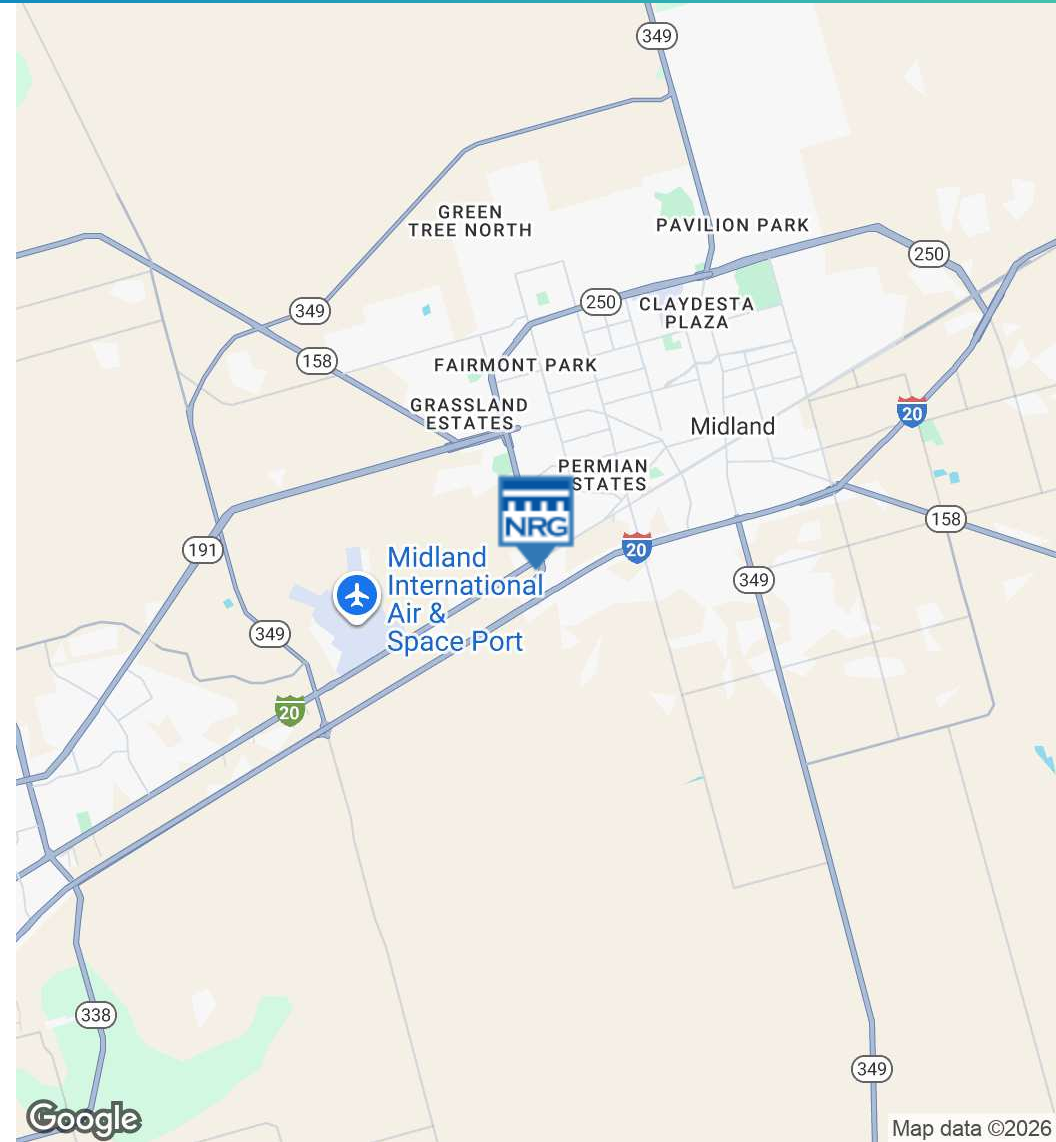 349
GREEN
TREE NORTH
PAVILION PARK
250
349
250
CLAYDESTA
PLAZA
158
FAIRMONT PARK
GRASSLAND
ESTATES
20
Midland
PERMIAN
STATES
NRG
158
191
20
349
Midland
International
Air &
Space Port
349
20
338
349
Google
Map data ©2026